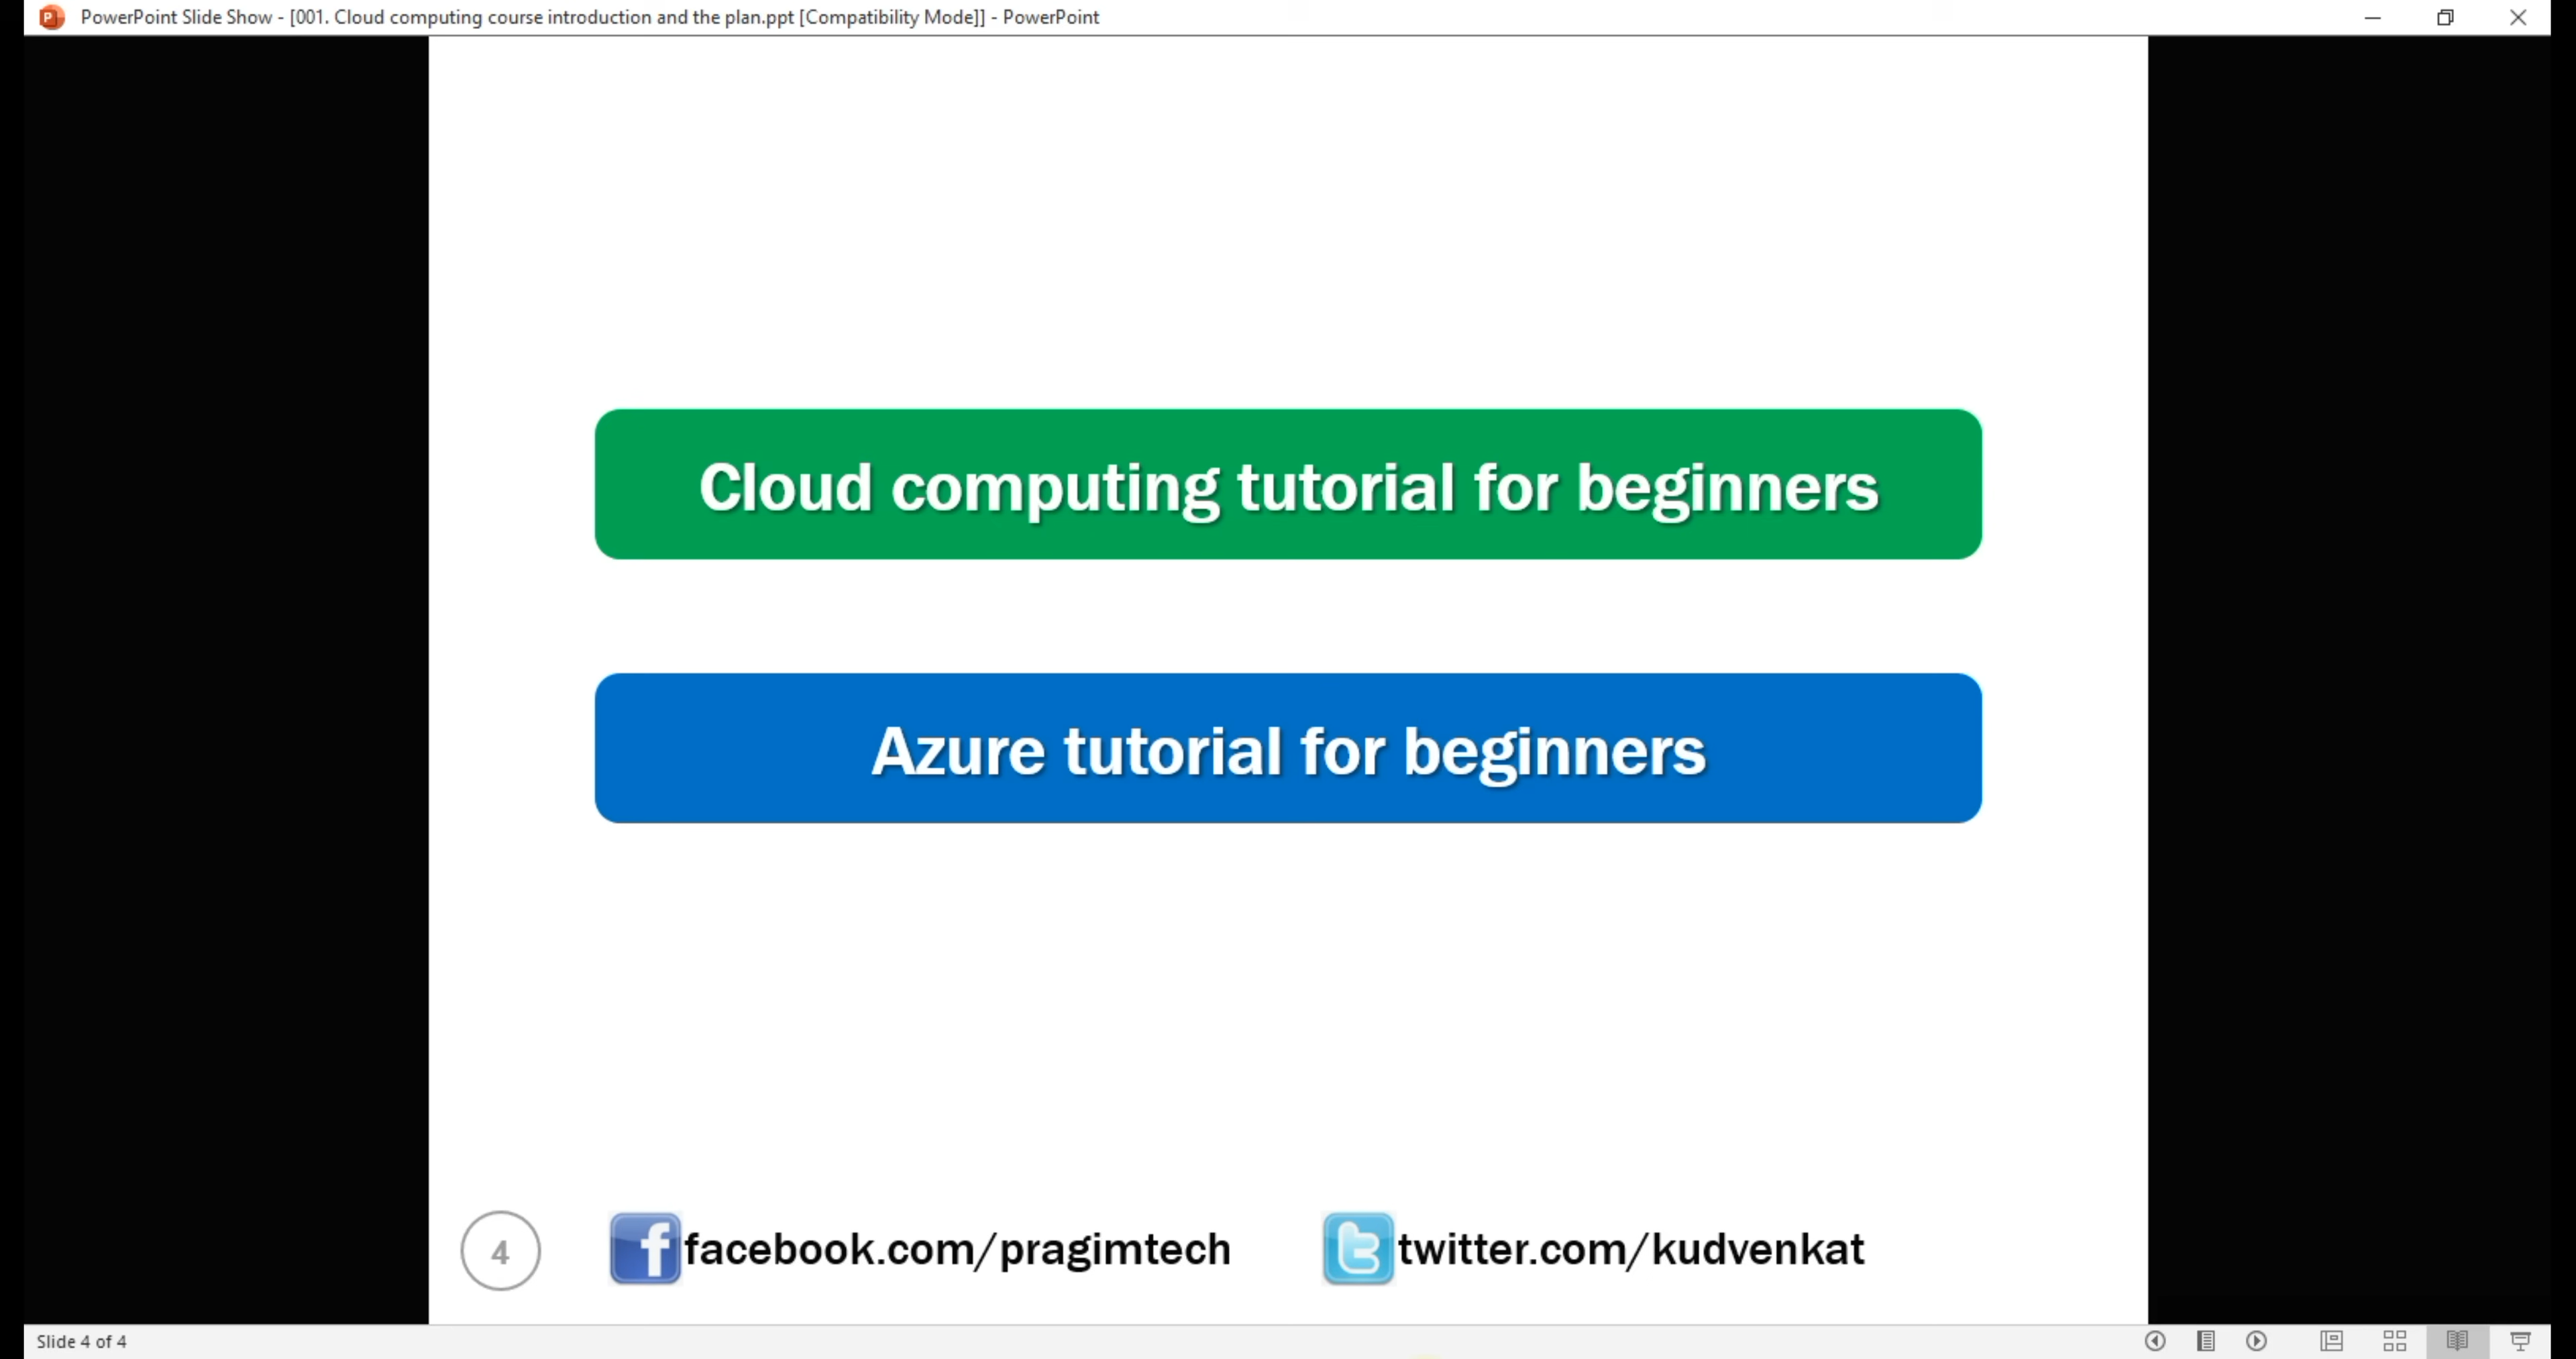 PowerPoint Slide Show - [001. Cloud computing course introduction and the plan.ppt [Compatibility Mode]] - PowerPoint
Cloud computing tutorial for beginners
Azure tutorial for beginners
4 facebook.com/pragimtech twitter.com/kudvenkat
Slide 4 of 4